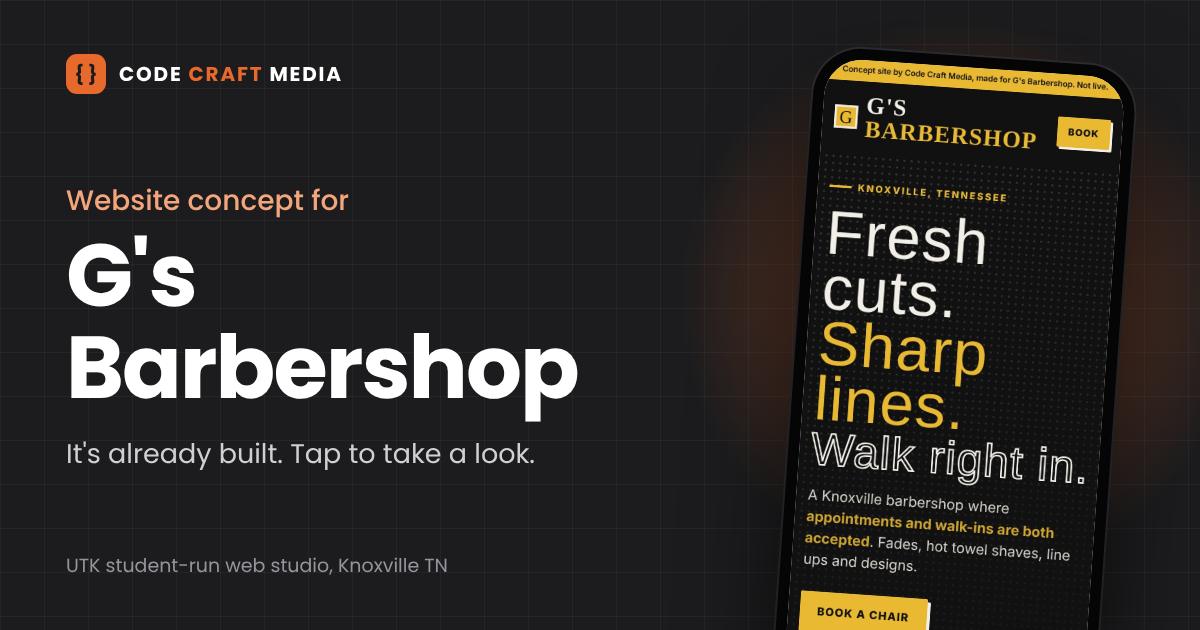 { }
CODE CRAFT MEDIA
Website concept for
G's
Barbershop
It's already built. Tap to take a look.
UTK student-run web studio, Knoxville TN
Concept site by Code Craft Media, made for G's Barbershop. Not live.
G
G'S
BARBERSHOP
BOOK
KNOXVILLE, TENNESSEE
Fresh
cuts.
Sharp
lines.
Walk right in.
A Knoxville barbershop where
appointments and walk-ins are both
accepted. Fades, hot towel shaves, line
ups and designs.
BOOK A CHAIR